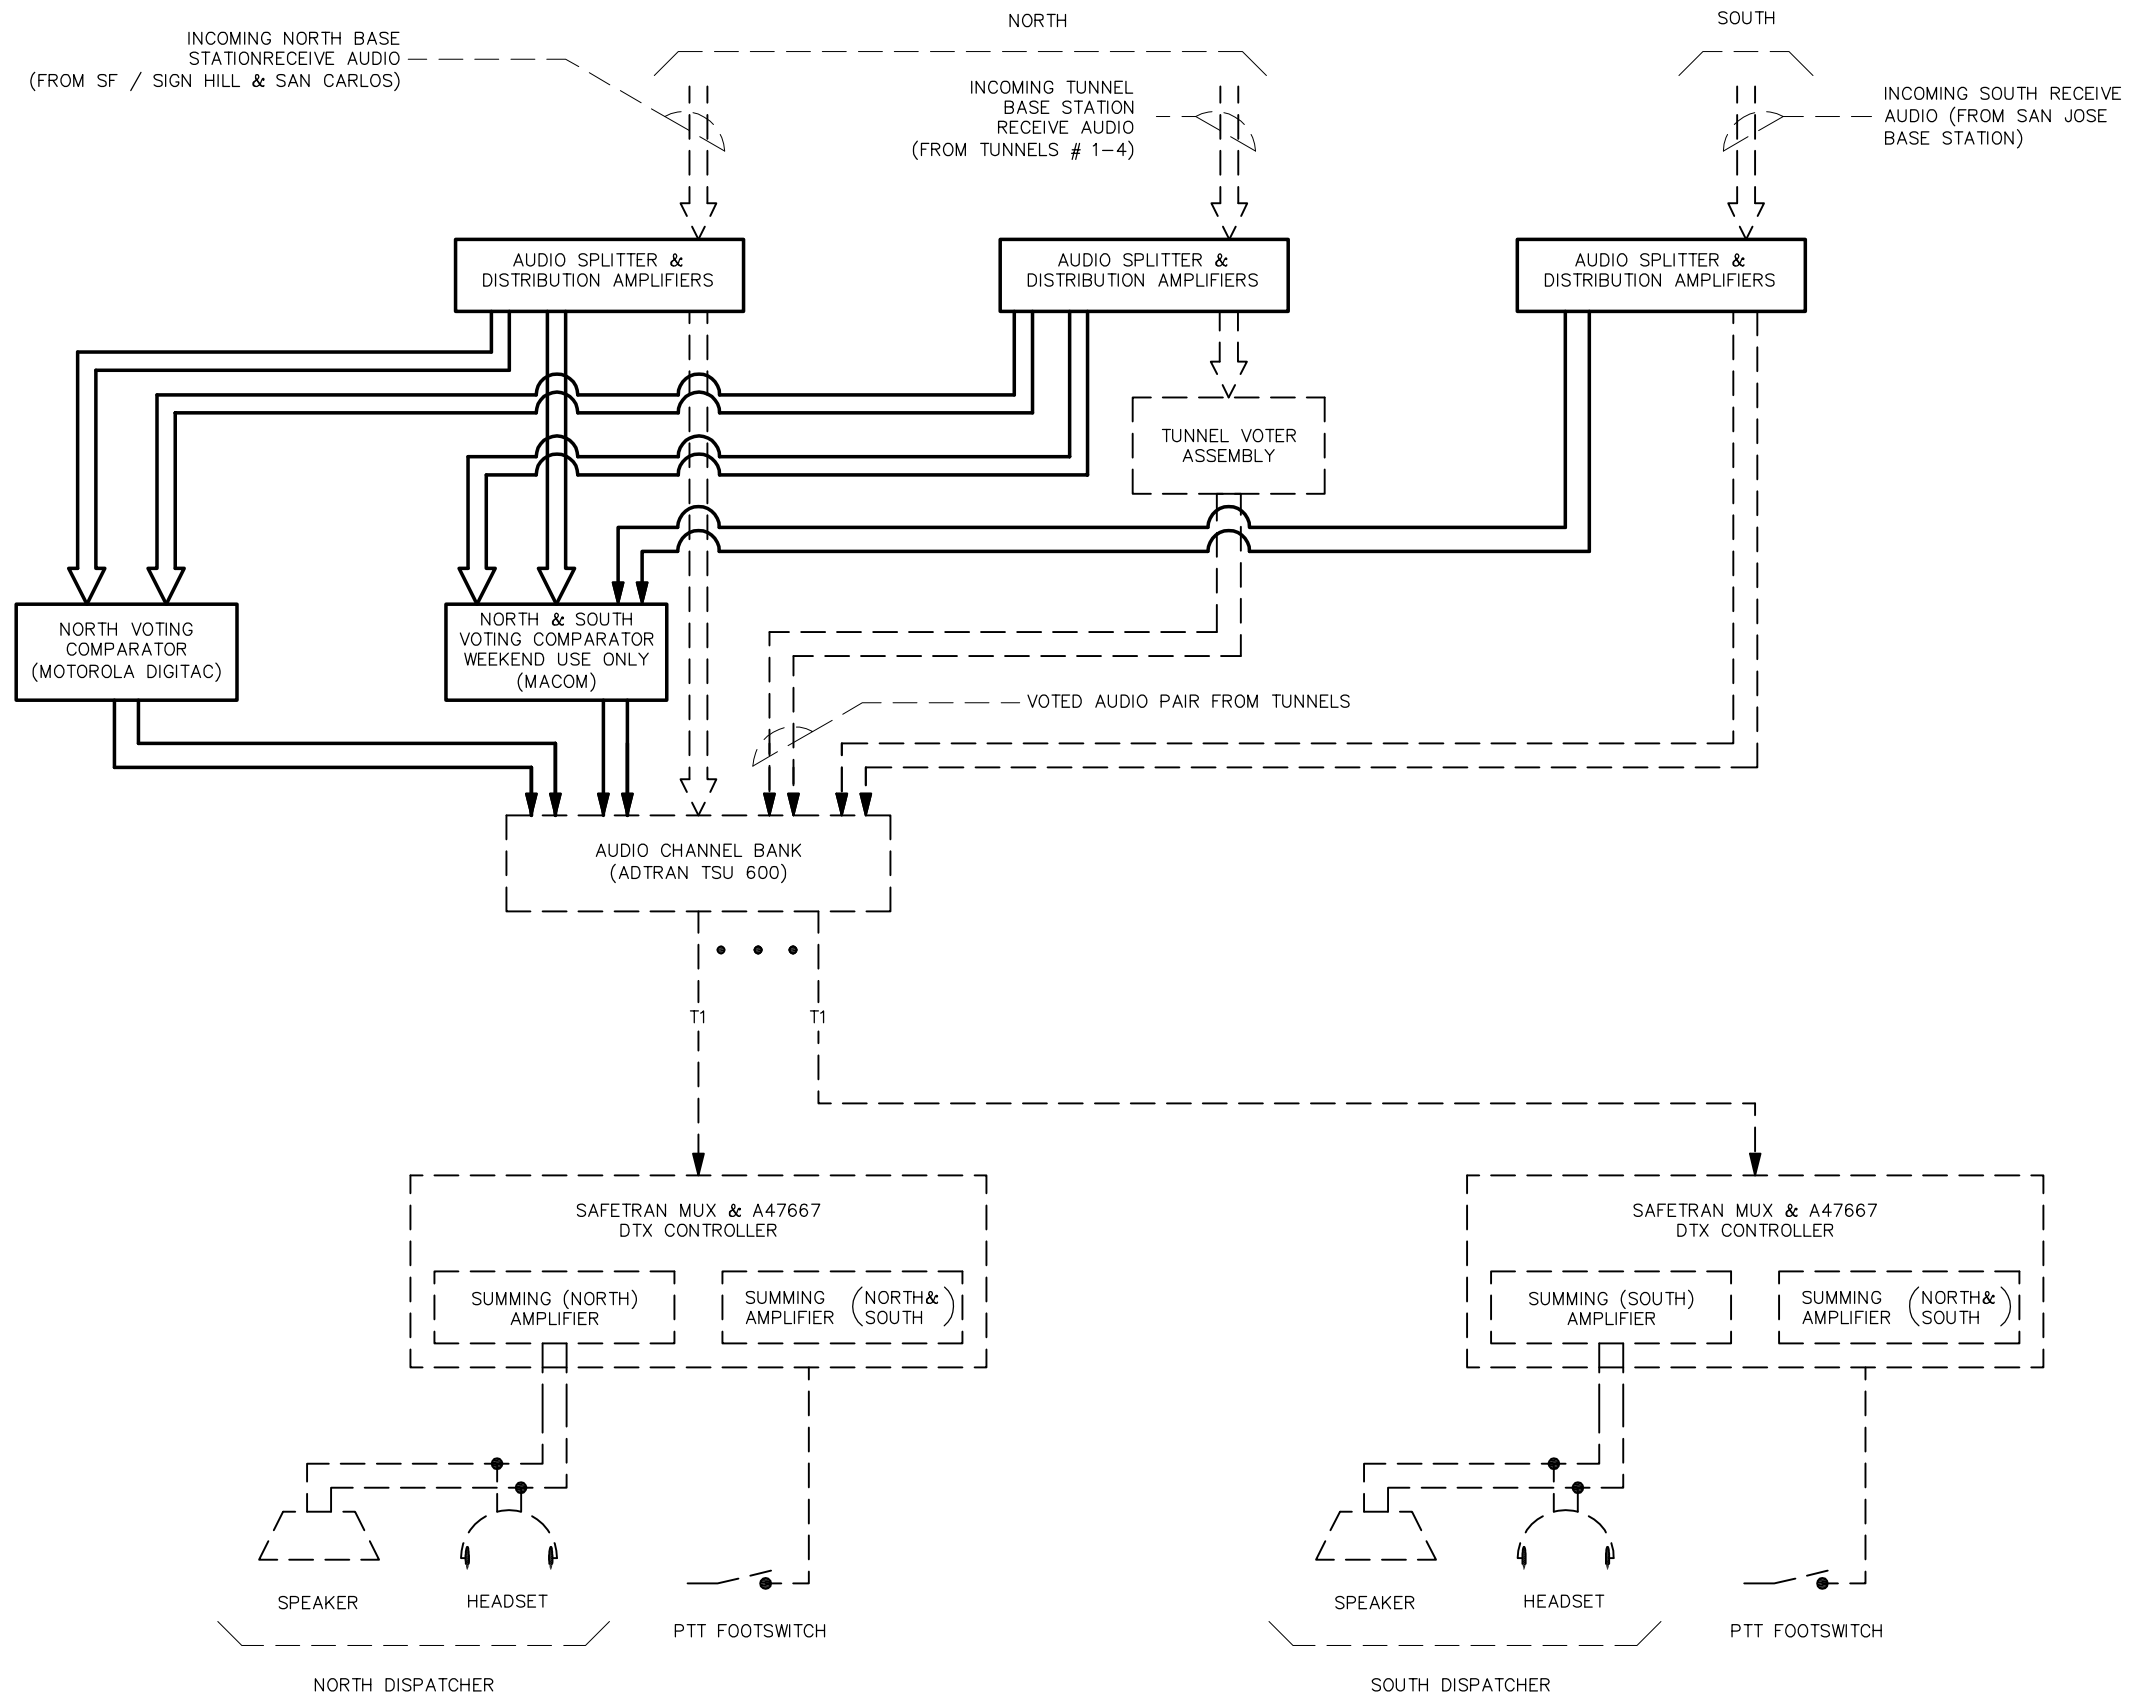 NORTH
SOUTH
INCOMING NORTH BASE
STATIONRECEIVE AUDIO
(FROM SF / SIGN HILL & SAN CARLOS)
INCOMING TUNNEL
BASE STATION
RECEIVE AUDIO
(FROM TUNNELS # 1-4)
INCOMING SOUTH RECEIVE
AUDIO (FROM SAN JOSE
BASE STATION)
AUDIO SPLITTER &
DISTRIBUTION AMPLIFIERS
AUDIO SPLITTER &
DISTRIBUTION AMPLIFIERS
AUDIO SPLITTER &
DISTRIBUTION AMPLIFIERS
TUNNEL VOTER
ASSEMBLY
NORTH VOTING
COMPARATOR
(MOTOROLA DIGITAC)
NORTH & SOUTH
VOTING COMPARATOR
WEEKEND USE ONLY
(MACOM)
VOTED AUDIO PAIR FROM TUNNELS
AUDIO CHANNEL BANK
(ADTRAN TSU 600)
T1
T1
SAFETRAN MUX & A47667
DTX CONTROLLER
SUMMING (NORTH)
AMPLIFIER
SUMMING (NORTH&
AMPLIFIER SOUTH)
SAFETRAN MUX & A47667
DTX CONTROLLER
SUMMING (SOUTH)
AMPLIFIER
SUMMING (NORTH&
AMPLIFIER SOUTH)
SPEAKER
HEADSET
PTT FOOTSWITCH
NORTH DISPATCHER
SPEAKER
HEADSET
PTT FOOTSWITCH
SOUTH DISPATCHER